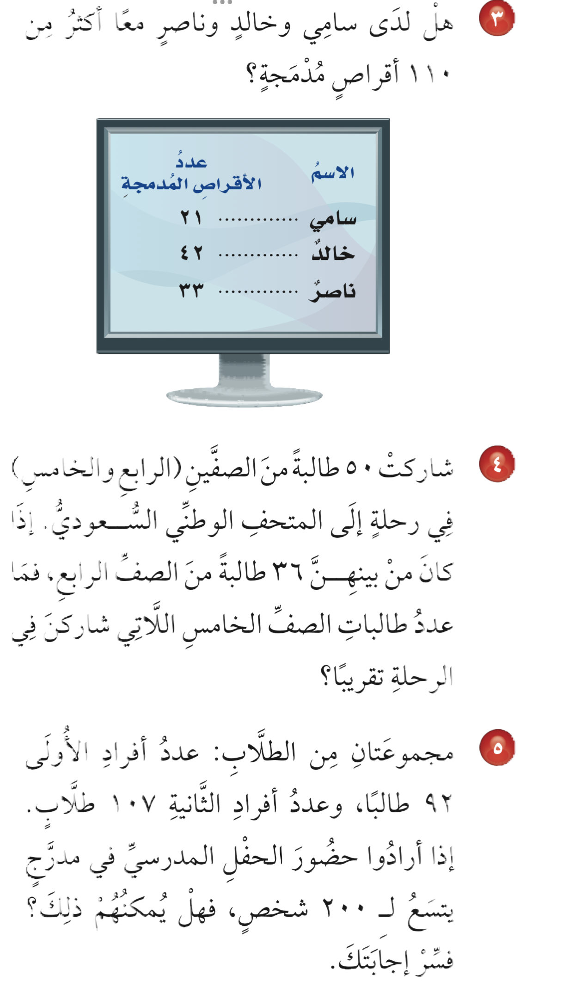 ٣ هلْ لدَى سامِي وخالدٍ وناصرٍ معًا أكثرُ مِن
١١٠ أقراصٍ مُدْمَجةٍ؟
الاسمُ عددُ
الأقراصِ المُدمجةِ
سامي ............. ٢١
خالدٌ ............. ٤٢
ناصرٌ ............. ٣٣
٤ شاركتْ ٥٠ طالبةً منَ الصفَّينِ (الرابعِ والخامسِ)
فِي رحلةٍ إلَى المتحفِ الوطنِّي السُّـعوديُّ. إذَا
كانَ منْ بينهِـنَّ ٣٦ طالبةً منَ الصفِّ الرابعِ، فمَا
عددُ طالباتِ الصفِّ الخامسِ اللَّاتِي شاركنَ فِي
الرحلةِ تقريبًا؟
٥ مجموعَتانِ مِن الطلَّابِ: عددُ أفرادِ الأُولَى
٩٢ طالبًا، وعددُ أفرادِ الثَّانيةِ ١٠٧ طلَّابٍ.
إذا أرادُوا حضُورَ الحفْلِ المدرسيِّ في مدرَّجٍ
يتسَعُ لـ ٢٠٠ شخصٍ، فهلْ يُمكنُهُمْ ذلِكَ؟
فسِّرْ إجابَتَكَ.